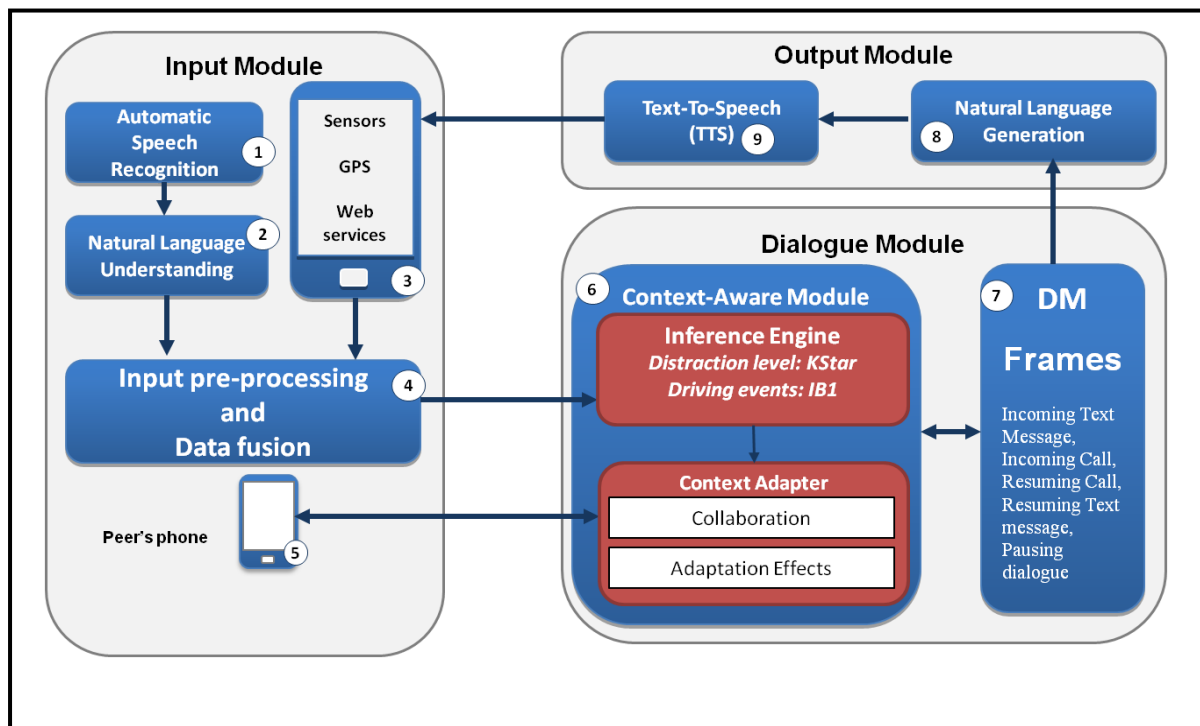 Input Module
Automatic
Speech
Recognition
1
Natural Language
Understanding
2
Sensors
GPS
Web
services
3
Input pre-processing
and
Data fusion
4
Peer's phone
5
Output Module
Text-To-Speech
(TTS)
9
Natural Language
Generation
8
Dialogue Module
6
Context-Aware Module
Inference Engine
Distraction level: KStar
Driving events: IB1
Context Adapter
Collaboration
Adaptation Effects
7
DM
Frames
Incoming Text
Message,
Incoming Call,
Resuming Call,
Resuming Text
message,
Pausing
dialogue